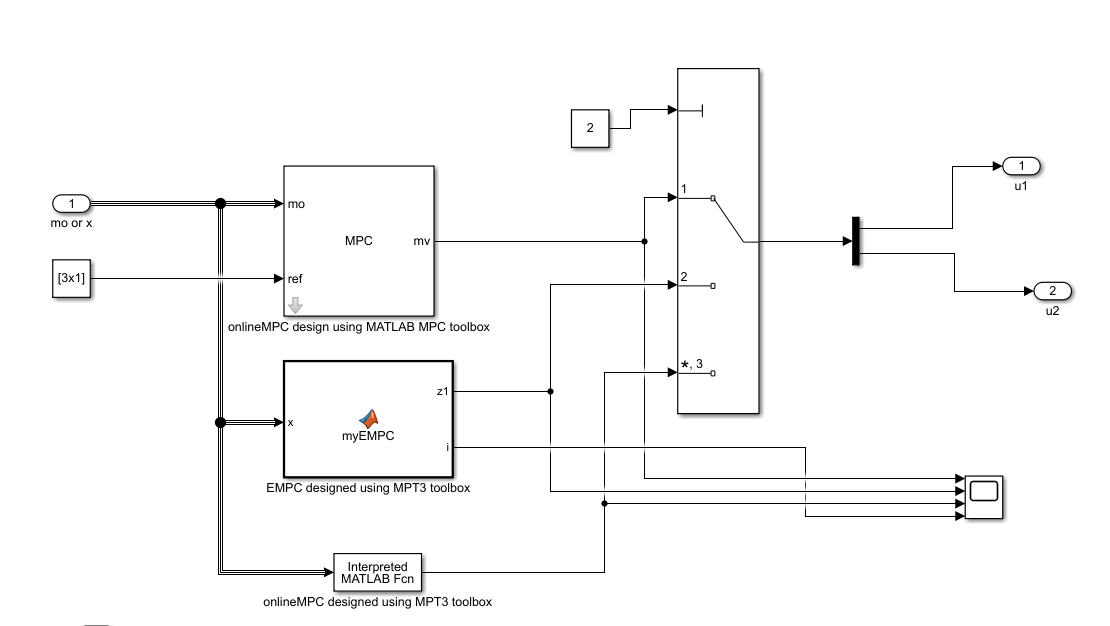 2
1
mo or x
[3x1]
mo
ref
MPC
mv
onlineMPC design using MATLAB MPC toolbox
1
2
*, 3
1
u1
2
u2
x
myEMPC
z1
i
EMPC designed using MPT3 toolbox
Interpreted
MATLAB Fcn
onlineMPC designed using MPT3 toolbox